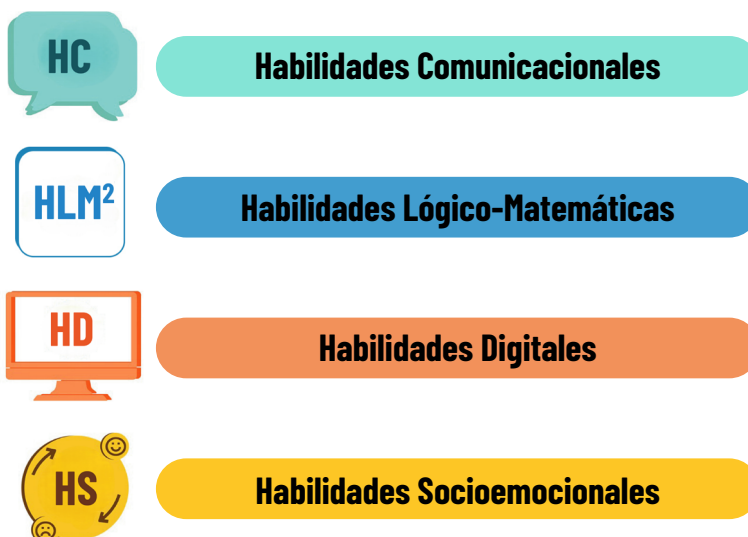 HC
Habilidades Comunicacionales
HLM²
Habilidades Lógico-Matemáticas
HD
Habilidades Digitales
HS
Habilidades Socioemocionales